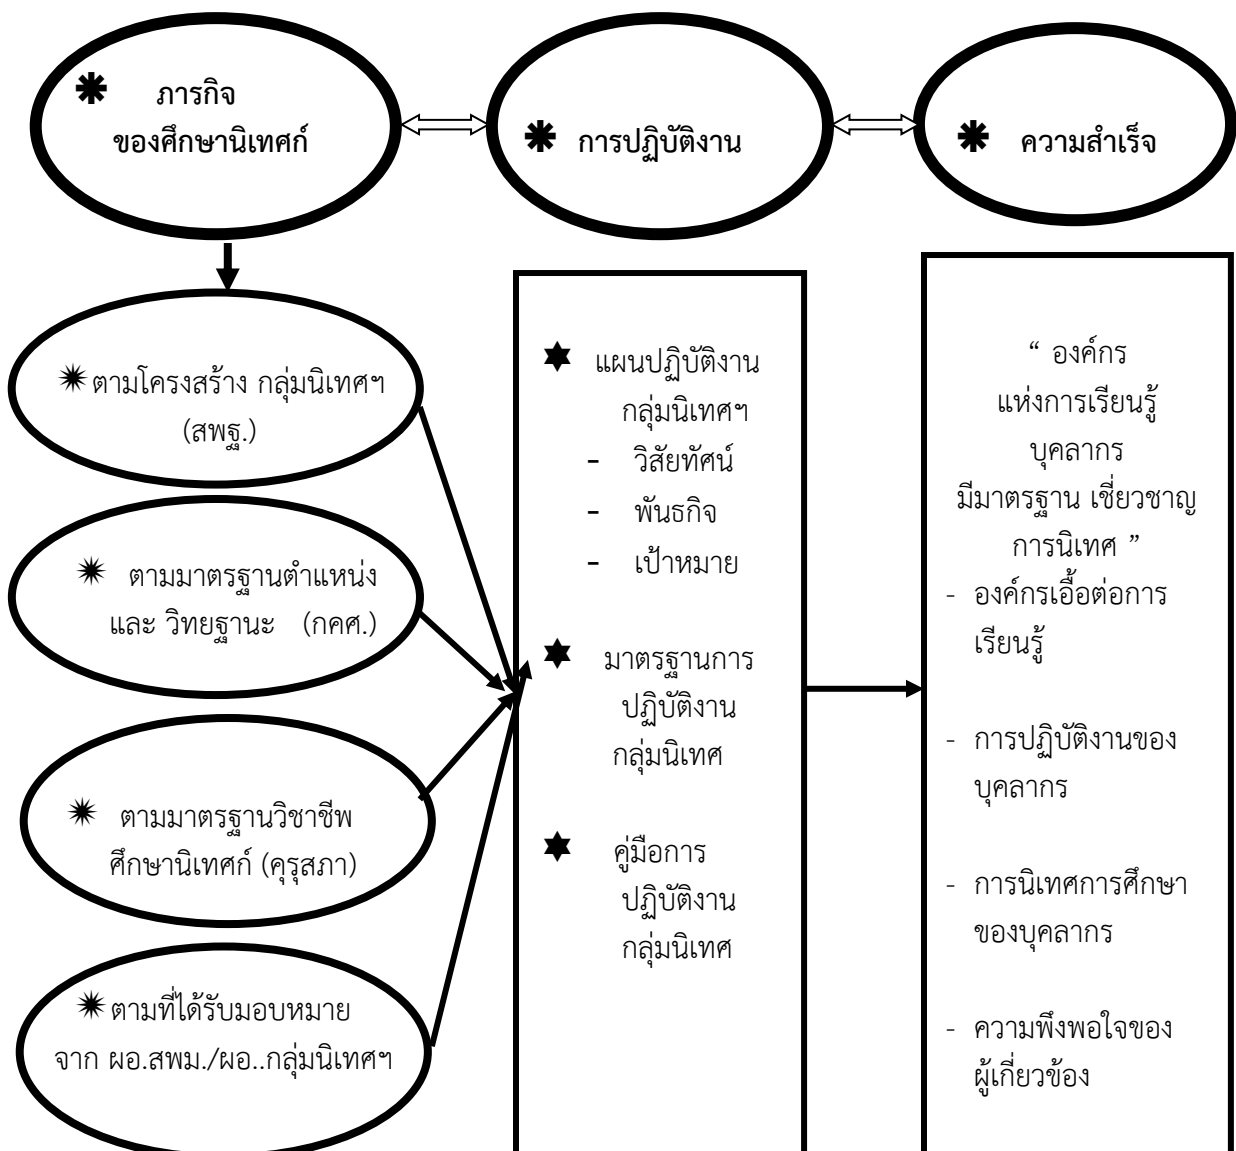 ภารกิจ
ของศึกษานิเทศก์
การปฏิบัติงาน
ความสำเร็จ
ตามโครงสร้าง กลุ่มนิเทศฯ
(สพฐ.)
ตามมาตรฐานตำแหน่ง
และ วิทยฐานะ (กคศ.)
ตามมาตรฐานวิชาชีพ
ศึกษานิเทศก์ (คุรุสภา)
ตามที่ได้รับมอบหมาย
จาก ผอ.สพม./ผอ..กลุ่มนิเทศฯ
แผนปฏิบัติงาน
กลุ่มนิเทศฯ
- วิสัยทัศน์
- พันธกิจ
- เป้าหมาย
มาตรฐานการ
ปฏิบัติงาน
กลุ่มนิเทศ
คู่มือการ
ปฏิบัติงาน
กลุ่มนิเทศ
“ องค์กร
แห่งการเรียนรู้
บุคลากร
มีมาตรฐาน เชี่ยวชาญ
การนิเทศ ”
- องค์กรเอื้อต่อการ
เรียนรู้
- การปฏิบัติงานของ
บุคลากร
- การนิเทศการศึกษา
ของบุคลากร
- ความพึงพอใจของ
ผู้เกี่ยวข้อง